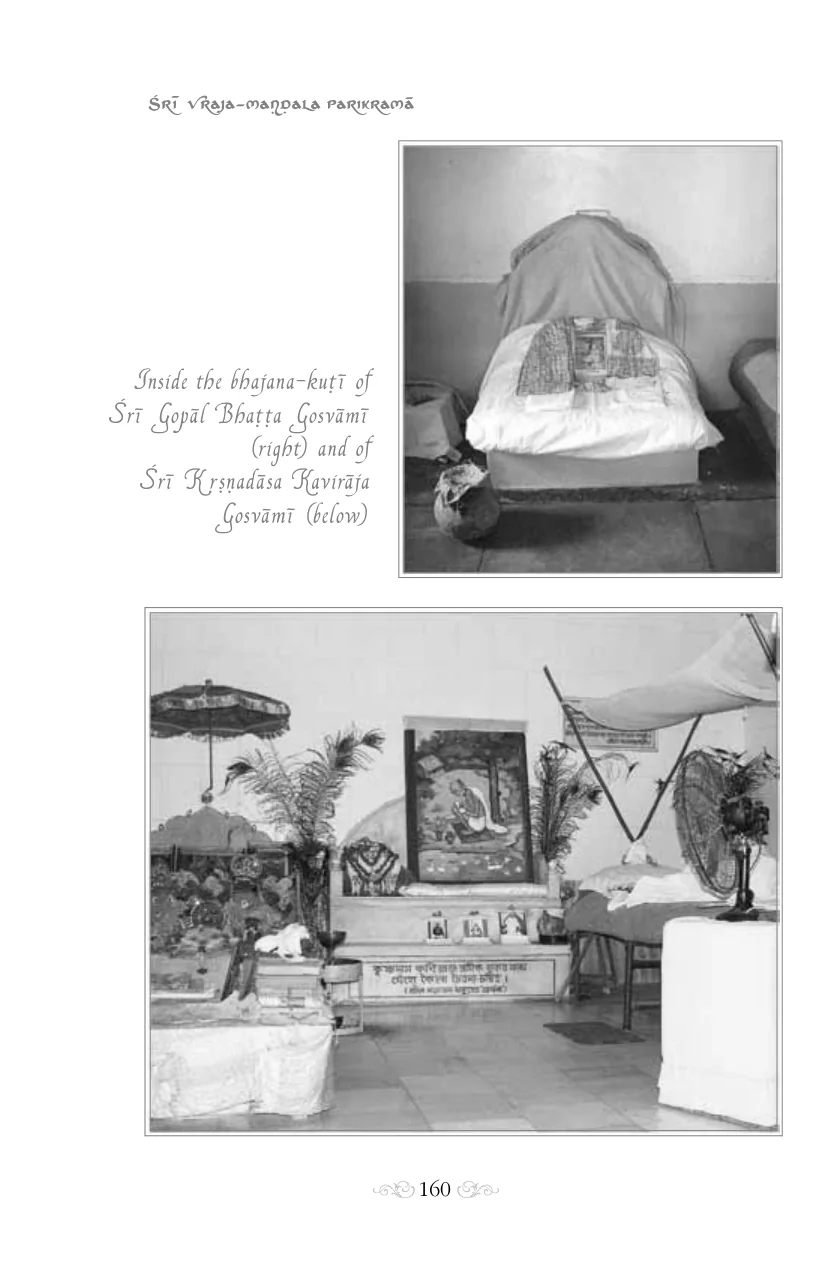 Śrī Vraja-maṇḍala Parikramā
Inside the bhajana-kuṭī of
Śrī Gopāl Bhaṭṭa Gosvāmī
(right) and of
Śrī Kṛṣṇadāsa Kavirāja
Gosvāmī (below)
160